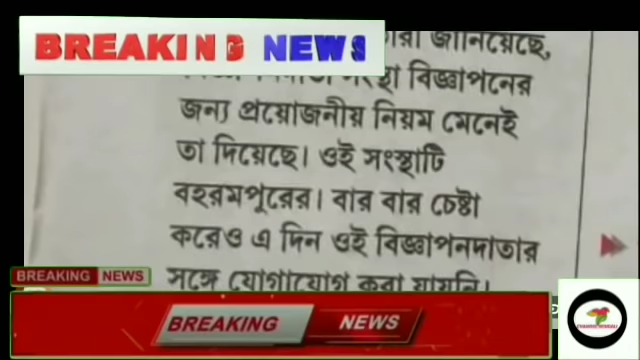 BREAKING NEWS
জানিয়েছে,
সংস্থা বিজ্ঞাপনের
জন্য প্রয়োজনীয় নিয়ম মেনেই
তা দিয়েছে। ওই সংস্থাটি
বহরমপুরের। বার বার চেষ্টা
করেও এ দিন ওই বিজ্ঞাপনদাতার
সঙ্গে যোগাযোগ করা যায়নি।
BREAKING NEWS
BREAKING NEWS